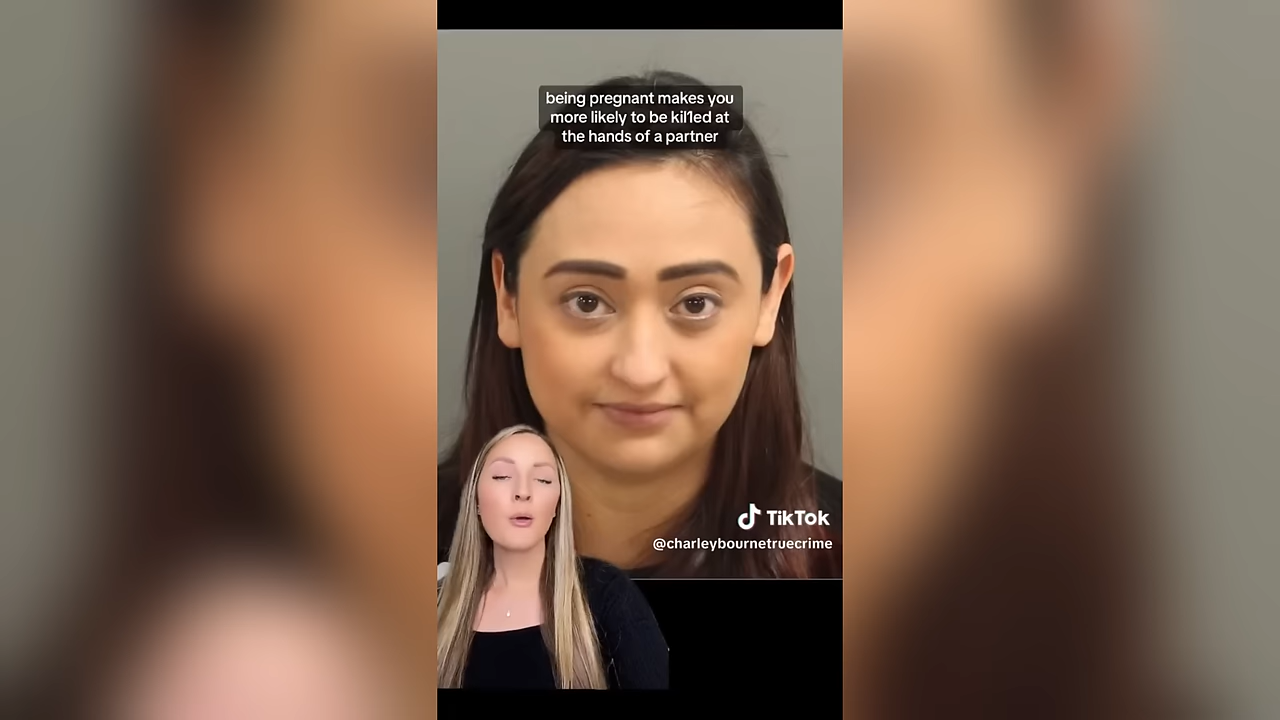 being pregnant makes you
more likely to be kil1ed at
the hands of a partner
TikTok
@charleybournetruecrime